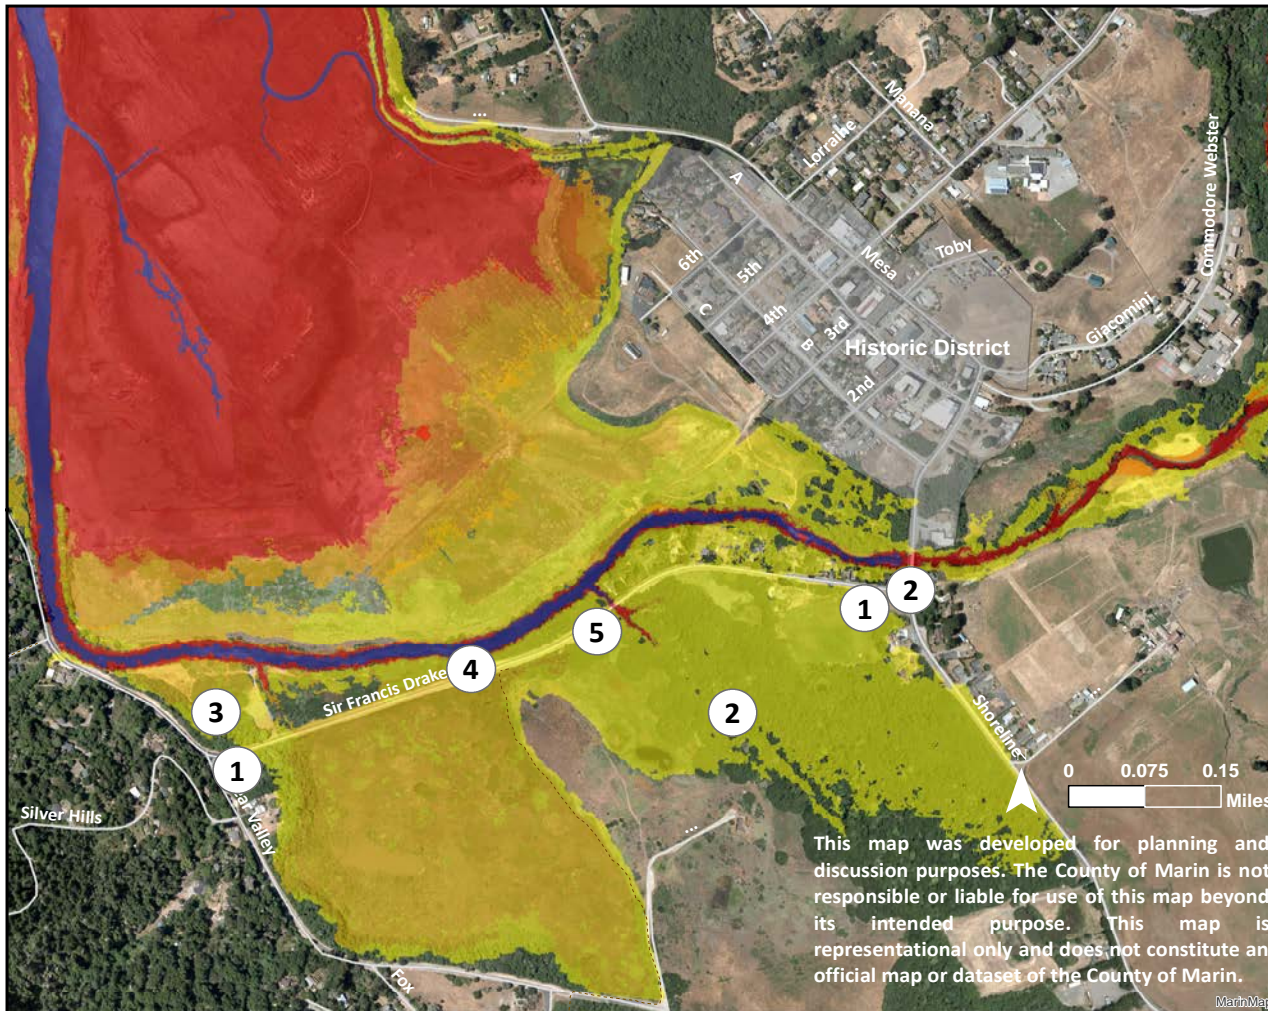 ...
Manana
Lorraine
Commodore Webster
A
Mesa
Toby
6th
5th
C
4th
3rd
B
Giacomini
Historic District
2nd
1
2
5
4
Sir Francis Drake
3
2
Shoreline
1
...
0 0.075 0.15
Miles
Silver Hills
ear Valley
...
Fox
This map was developed for planning and
discussion purposes. The County of Marin is not
responsible or liable for use of this map beyond
its intended purpose. This map is
representational only and does not constitute an
official map or dataset of the County of Marin.
MarinMap